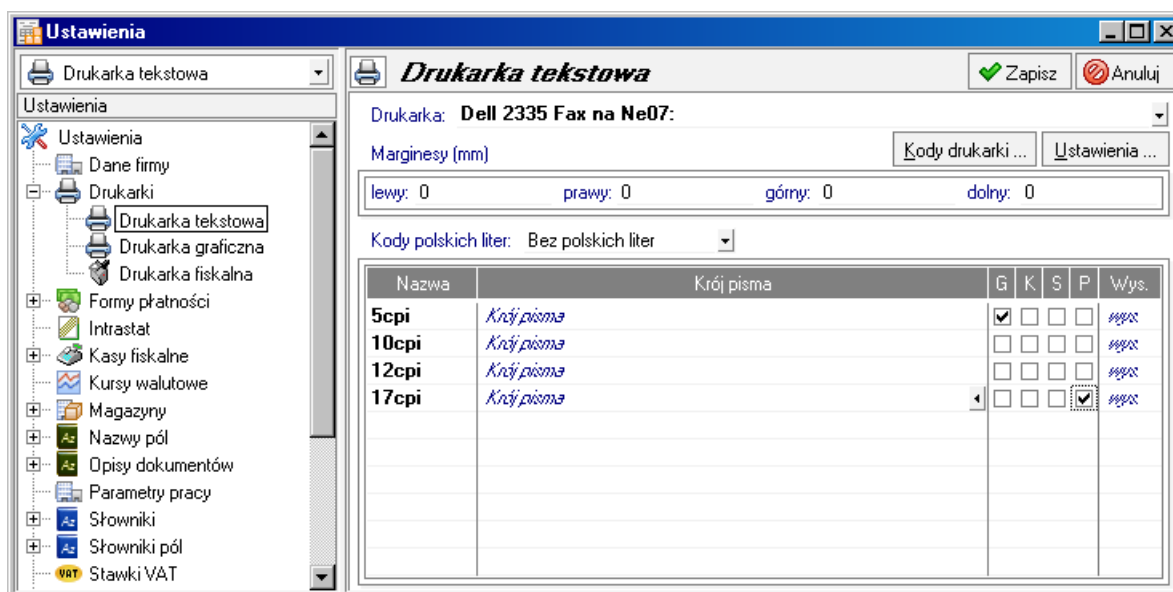 Ustawienia
Drukarka tekstowa
Ustawienia
Ustawienia
Dane firmy
Drukarki
Drukarka tekstowa
Drukarka graficzna
Drukarka fiskalna
Formy płatności
Intrastat
Kasy fiskalne
Kursy walutowe
Magazyny
Az Nazwy pól
Az Opisy dokumentów
Parametry pracy
Az Słowniki
Az Słowniki pól
VAT Stawki VAT
Drukarka tekstowa Zapisz Anuluj
Drukarka: Dell 2335 Fax na Ne07:
Marginesy (mm) Kody drukarki ... Ustawienia ...
lewy: 0 prawy: 0 górny: 0 dolny: 0
Kody polskich liter: Bez polskich liter
Nazwa Krój pisma G K S P Wys.
5cpi Krój pisma wys.
10cpi Krój pisma wys.
12cpi Krój pisma wys.
17cpi Krój pisma wys.